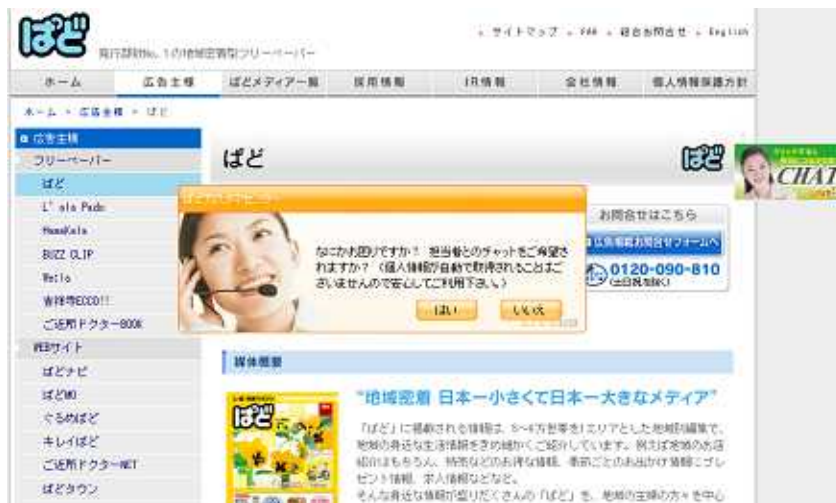 ぱど
発行部数No.1の地域密着型フリーペーパー
サイトマップ
FAQ
総合お問合せ
English
ホーム
広告主様
ぱどメディア一覧
採用情報
IR情報
会社情報
個人情報保護方針
ホーム > 広告主様 > ぱど
広告主様
フリーペーパー
ぱど
BUZZ CLIP
吉祥寺ECCO!!
ご近所ドクターBOOK
WEBサイト
ぱどナビ
ぐるめぱど
キレイぱど
ご近所ドクターNET
ぱどタウン
ぱど
ぱど
CHAT
なにかお困りですか? 担当者とのチャットをご希望さ
れますか? (個人情報が自動で取得されることはご
ざいませんので安心してご利用下さい。)
はい
いいえ
お問合せはこちら
広告掲載お問合せフォームへ
0120-090-810
(土日祝を除く)
媒体概要
ぱど
"地域密着 日本一小さくて日本一大きなメディア"
「ぱど」に掲載される情報は、5~6万世帯を1エリアとした地域別編集で、
地域の身近な生活情報をきめ細かくご紹介しています。例えば地域のお店
紹介はもちろん、特売などのお得な情報、季節ごとのお出かけ情報にプレ
ゼント情報、求人情報などなど。
そんな身近な情報が盛りだくさんの「ぱど」を、地域の主婦の方々を中心